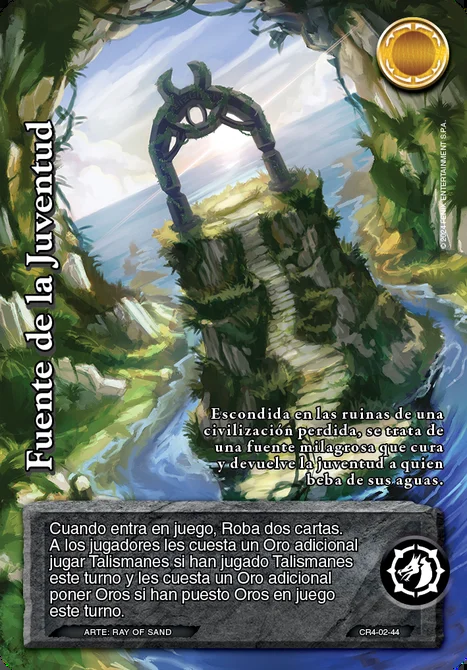 Fuente de la Juventud
© 2024 FENIX ENTERTAINMENT S.P.A.
Escondida en las ruinas de una
civilización perdida, se trata de
una fuente milagrosa que cura
y devuelve la juventud a quien
beba de sus aguas.
Cuando entra en juego, Roba dos cartas.
A los jugadores les cuesta un Oro adicional
jugar Talismanes si han jugado Talismanes
este turno y les cuesta un Oro adicional
poner Oros si han puesto Oros en juego
este turno.
ARTE: RAY OF SAND
CR4-02-44